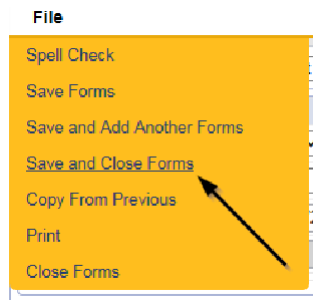 File
Spell Check
Save Forms
Save and Add Another Forms
Save and Close Forms
Copy From Previous
Print
Close Forms